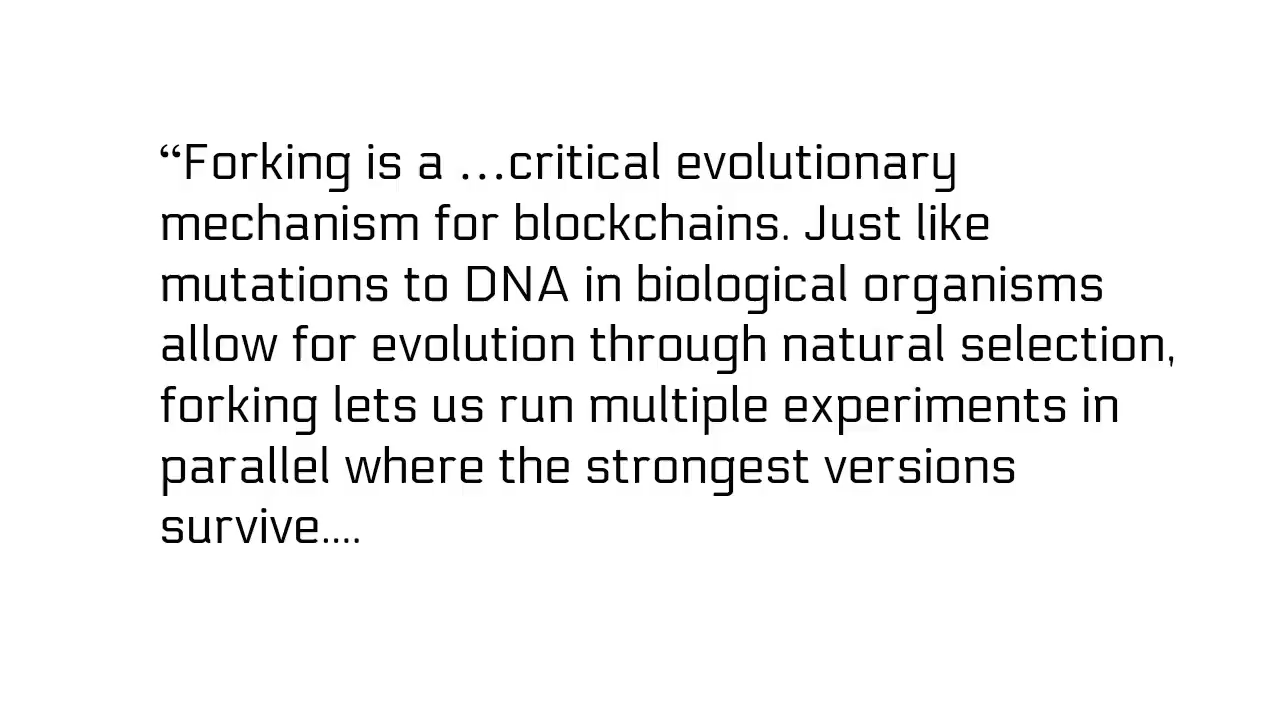 “Forking is a ...critical evolutionary
mechanism for blockchains. Just like
mutations to DNA in biological organisms
allow for evolution through natural selection,
forking lets us run multiple experiments in
parallel where the strongest versions
survive....